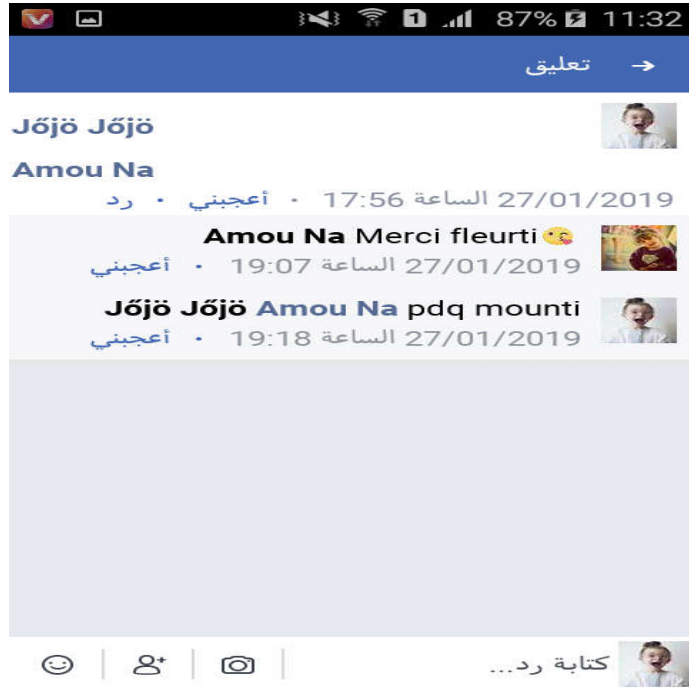 87% 11:32
تعليق
Jőjö Jőjö
Amou Na
27/01/2019 الساعة 17:56 · أعجبني · رد
Amou Na Merci fleurti😘
27/01/2019 الساعة 19:07 · أعجبني
Jőjö Jőjö Amou Na pdq mounti
27/01/2019 الساعة 19:18 · أعجبني
كتابة رد...